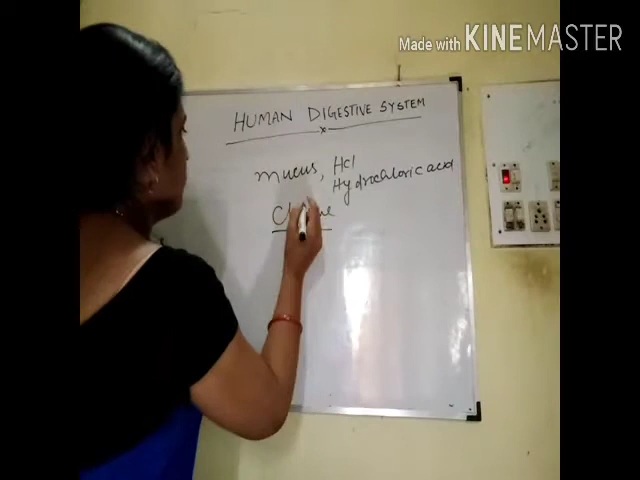 Made with KINEMASTER
HUMAN DIGESTIVE SYSTEM
x
Mucus, Hcl
Hydrochloric acid